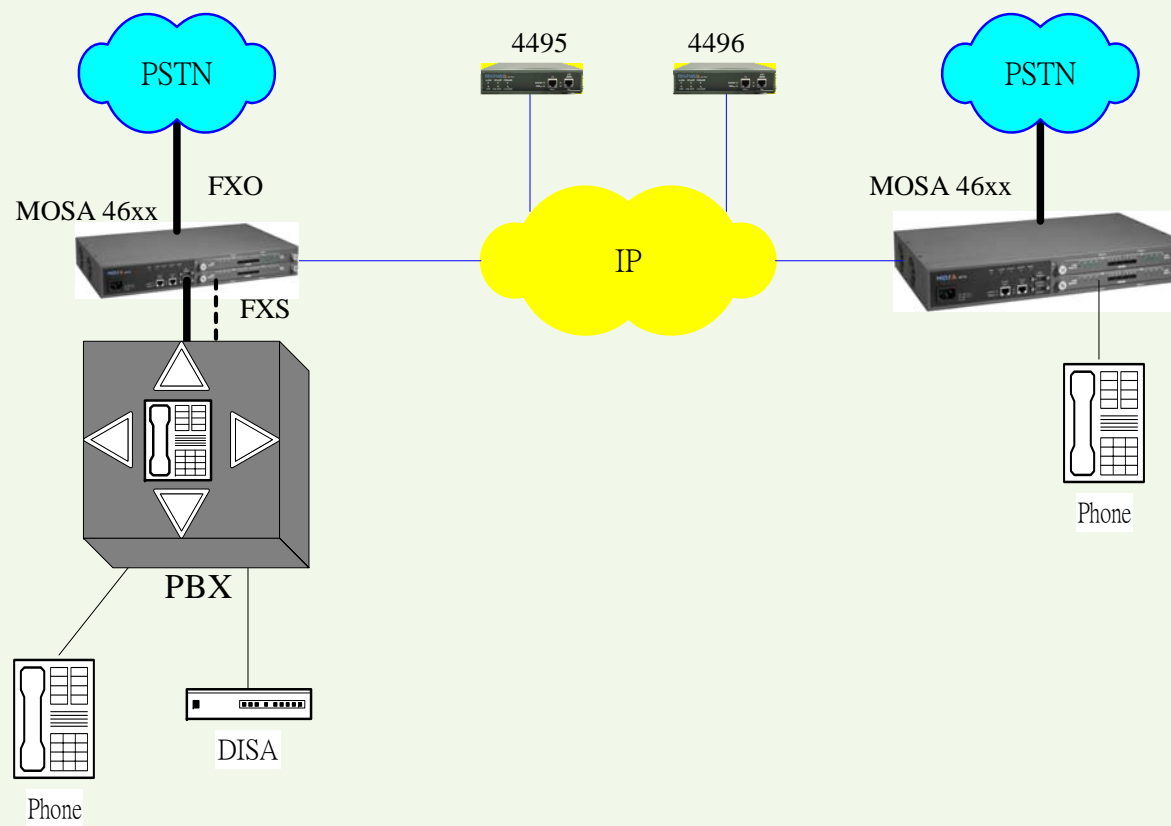 4495
4496
PSTN
PSTN
FXO
MOSA 46xx
MOSA 46xx
IP
FXS
PBX
Phone
DISA
Phone